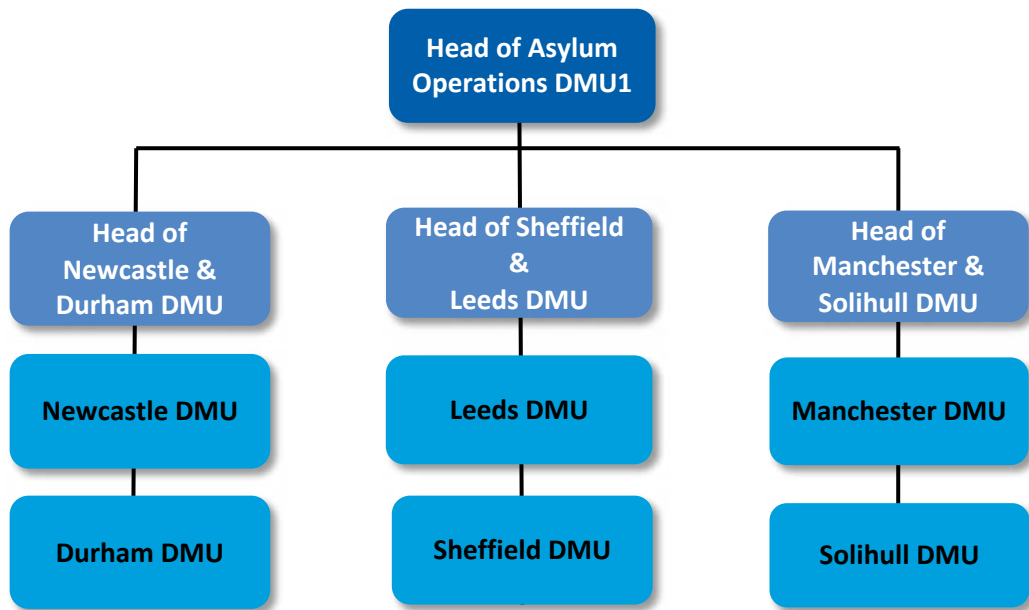 Head of Asylum
Operations DMU1
Head of
Newcastle &
Durham DMU
Head of Sheffield
&
Leeds DMU
Head of
Manchester &
Solihull DMU
Newcastle DMU
Leeds DMU
Manchester DMU
Durham DMU
Sheffield DMU
Solihull DMU